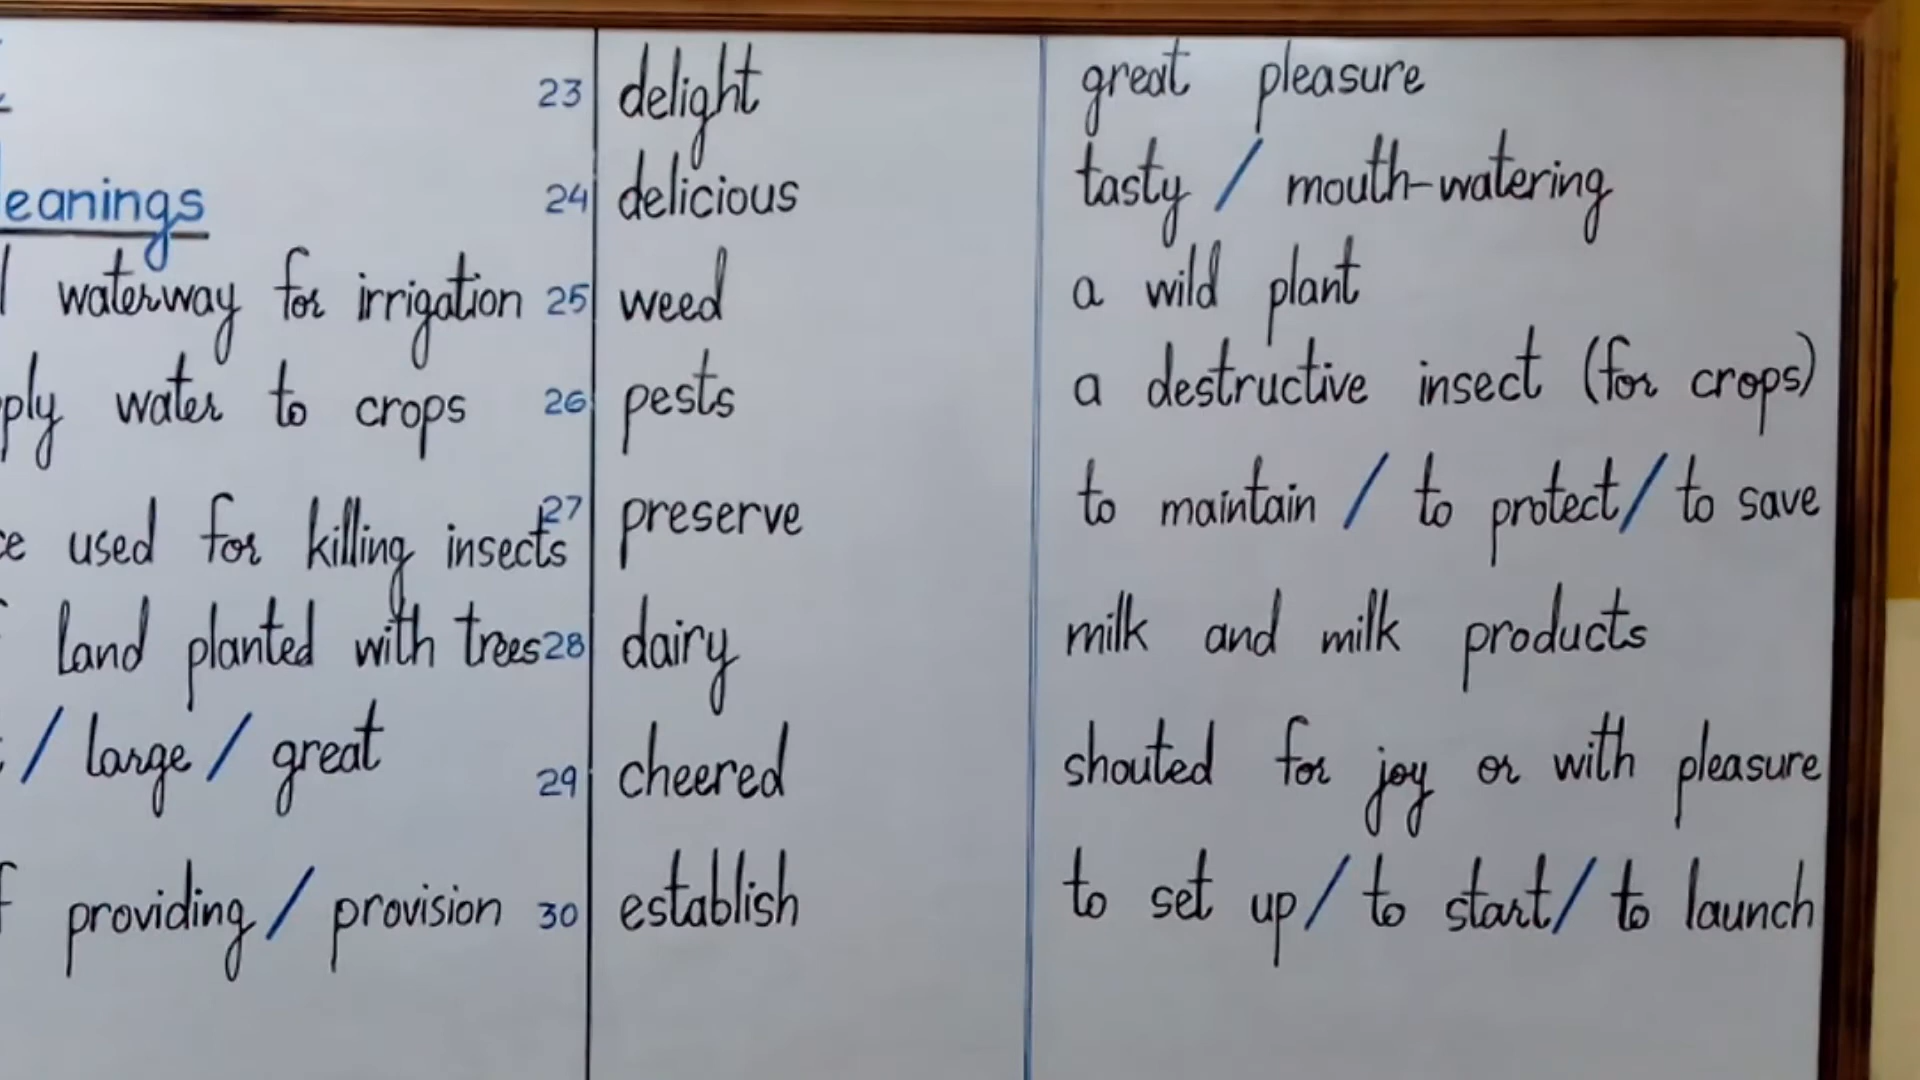 eanings
waterway for irrigation
water to crops
used for killing insects
land planted with trees
/ large / great
providing / provision
23 delight great pleasure
24 delicious tasty / mouth-watering
25 weed a wild plant
26 pests a destructive insect (for crops)
27 preserve to maintain / to protect / to save
28 dairy milk and milk products
29 cheered shouted for joy or with pleasure
30 establish to set up / to start / to launch